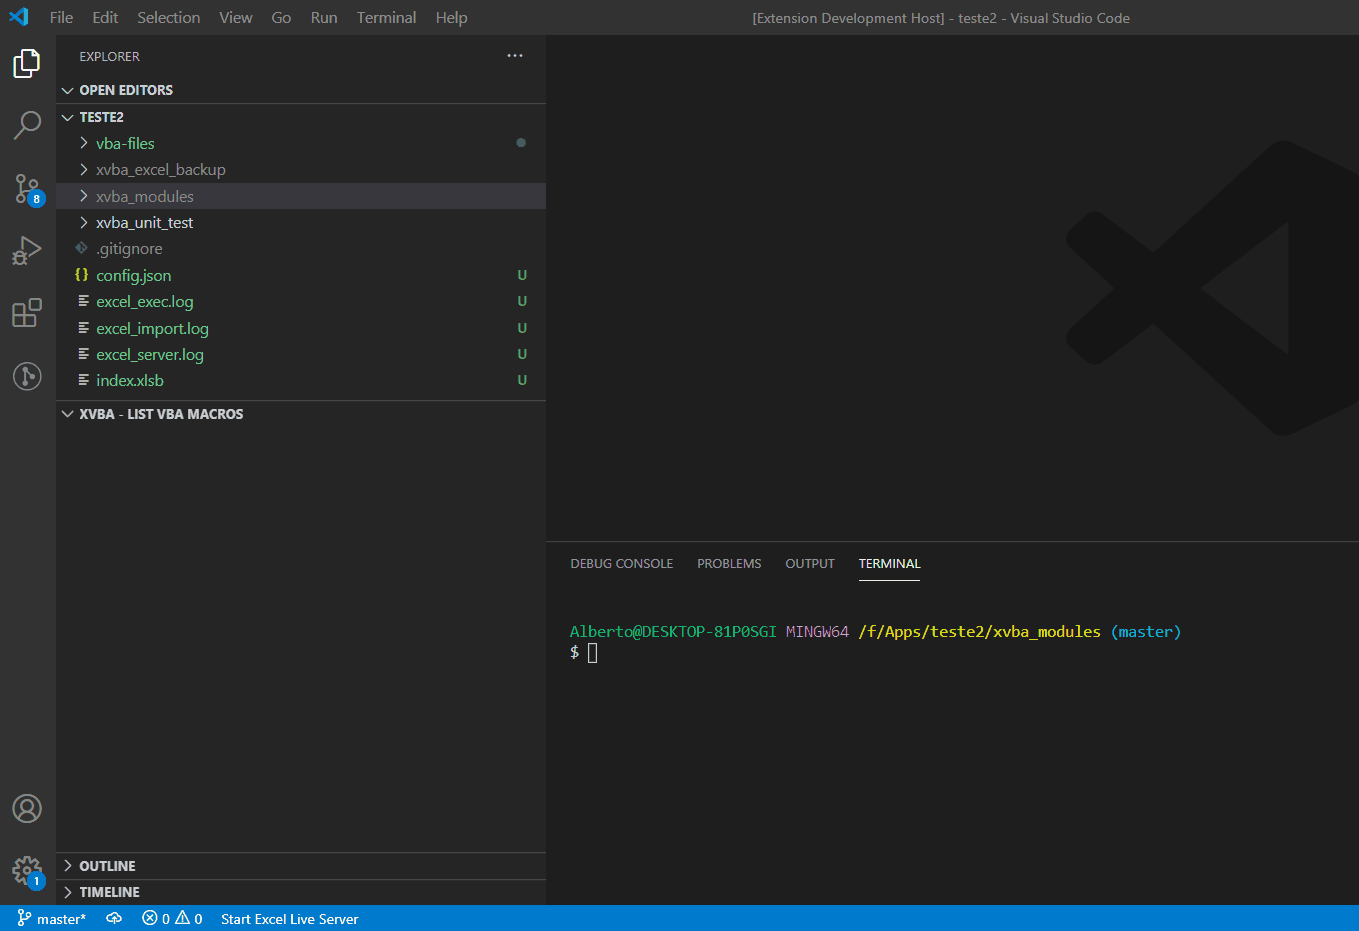 File Edit Selection View Go Run Terminal Help
[Extension Development Host] - teste2 - Visual Studio Code
EXPLORER ...
OPEN EDITORS
TESTE2
vba-files
xvba_excel_backup
xvba_modules
8
xvba_unit_test
.gitignore
{} config.json U
excel_exec.log U
excel_import.log U
excel_server.log U
index.xlsb U
XVBA - LIST VBA MACROS
DEBUG CONSOLE PROBLEMS OUTPUT TERMINAL
Alberto@DESKTOP-81P0SGI MINGW64 /f/Apps/teste2/xvba_modules (master)
$
OUTLINE
1
TIMELINE
master* 0 0 Start Excel Live Server